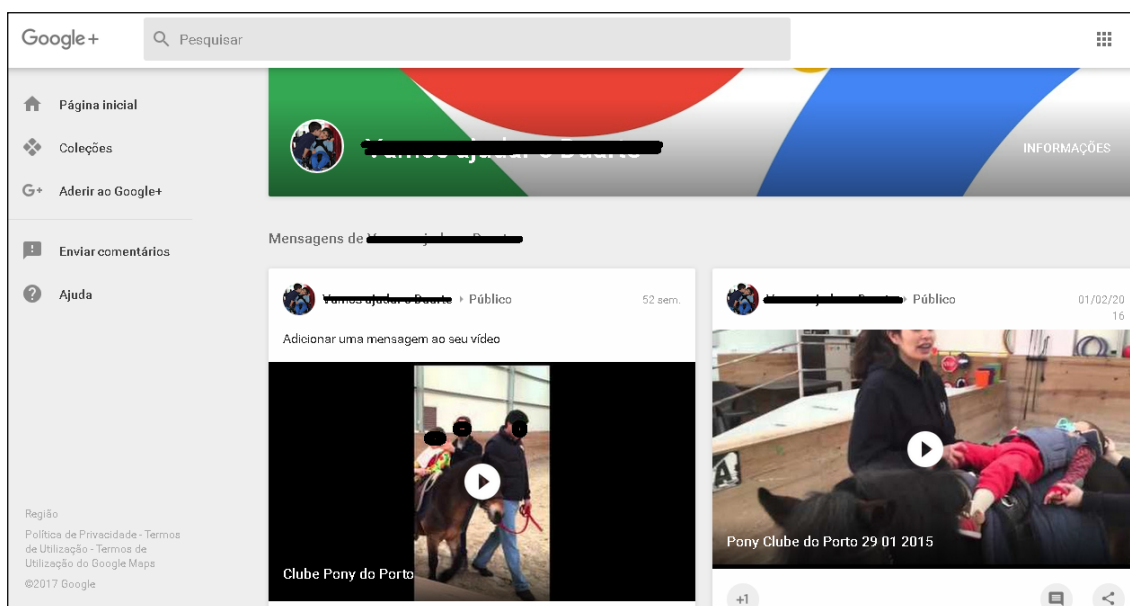 Google+
Pesquisar
Página inicial
Coleções
Aderir ao Google+
Enviar comentários
Ajuda
Região
Política de Privacidade - Termos
de Utilização - Termos de
Utilização do Google Maps
©2017 Google
INFORMAÇÕES
Mensagens de
Público
52 sem.
Adicionar uma mensagem ao seu vídeo
Clube Pony do Porto
Público
01/02/20
16
Pony Clube do Porto 29 01 2015
+1